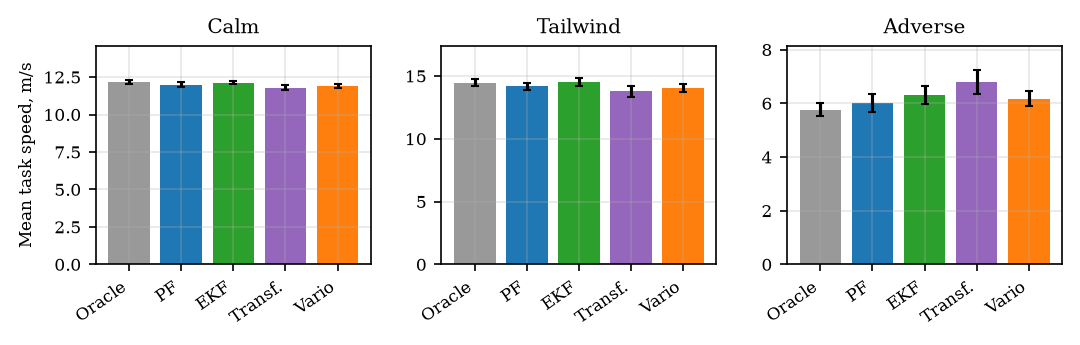 Calm
Tailwind
Adverse
Mean task speed, m/s
12.5
10.0
7.5
5.0
2.5
0.0
Oracle
PF
EKF
Transf.
Vario
15
10
5
0
Oracle
PF
EKF
Transf.
Vario
8
6
4
2
0
Oracle
PF
EKF
Transf.
Vario